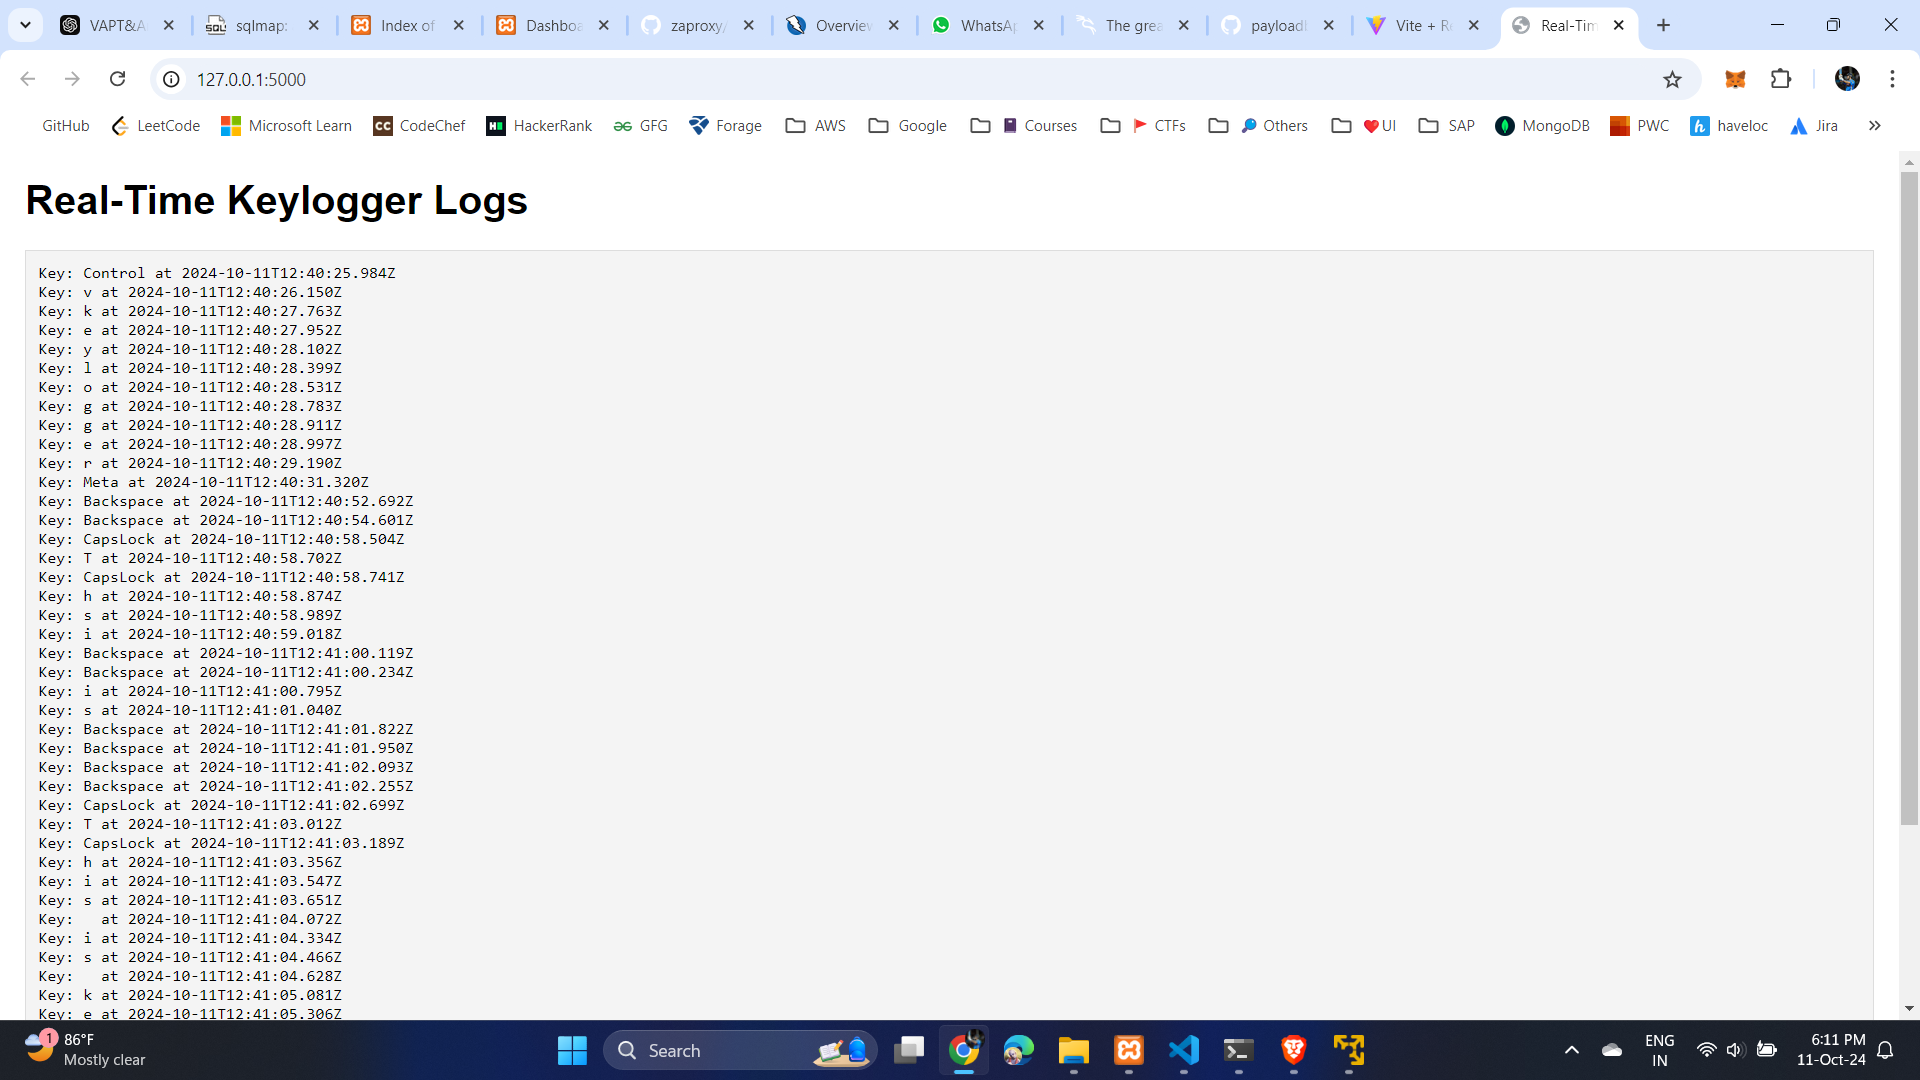 VAPT&A
sqlmap:
Index of
Dashbo
zaproxy/
Overview
WhatsAp
The grea
payload
Vite + Re
Real-Tim
127.0.0.1:5000
GitHub
LeetCode
Microsoft Learn
CC CodeChef
HackerRank
GFG
Forage
AWS
Google
Courses
CTFs
Others
UI
SAP
MongoDB
PWC
h haveloc
Jira
Real-Time Keylogger Logs
Key: Control at 2024-10-11T12:40:25.984Z
Key: v at 2024-10-11T12:40:26.150Z
Key: k at 2024-10-11T12:40:27.763Z
Key: e at 2024-10-11T12:40:27.952Z
Key: y at 2024-10-11T12:40:28.102Z
Key: l at 2024-10-11T12:40:28.399Z
Key: o at 2024-10-11T12:40:28.531Z
Key: g at 2024-10-11T12:40:28.783Z
Key: g at 2024-10-11T12:40:28.911Z
Key: e at 2024-10-11T12:40:28.997Z
Key: r at 2024-10-11T12:40:29.190Z
Key: Meta at 2024-10-11T12:40:31.320Z
Key: Backspace at 2024-10-11T12:40:52.692Z
Key: Backspace at 2024-10-11T12:40:54.601Z
Key: CapsLock at 2024-10-11T12:40:58.504Z
Key: T at 2024-10-11T12:40:58.702Z
Key: CapsLock at 2024-10-11T12:40:58.741Z
Key: h at 2024-10-11T12:40:58.874Z
Key: s at 2024-10-11T12:40:58.989Z
Key: i at 2024-10-11T12:40:59.018Z
Key: Backspace at 2024-10-11T12:41:00.119Z
Key: Backspace at 2024-10-11T12:41:00.234Z
Key: i at 2024-10-11T12:41:00.795Z
Key: s at 2024-10-11T12:41:01.040Z
Key: Backspace at 2024-10-11T12:41:01.822Z
Key: Backspace at 2024-10-11T12:41:01.950Z
Key: Backspace at 2024-10-11T12:41:02.093Z
Key: Backspace at 2024-10-11T12:41:02.255Z
Key: CapsLock at 2024-10-11T12:41:02.699Z
Key: T at 2024-10-11T12:41:03.012Z
Key: CapsLock at 2024-10-11T12:41:03.189Z
Key: h at 2024-10-11T12:41:03.356Z
Key: i at 2024-10-11T12:41:03.547Z
Key: s at 2024-10-11T12:41:03.651Z
Key:   at 2024-10-11T12:41:04.072Z
Key: i at 2024-10-11T12:41:04.334Z
Key: s at 2024-10-11T12:41:04.466Z
Key:   at 2024-10-11T12:41:04.628Z
Key: k at 2024-10-11T12:41:05.081Z
Key: e at 2024-10-11T12:41:05.306Z
1
86°F
Mostly clear
Search
ENG
IN
6:11 PM
11-Oct-24